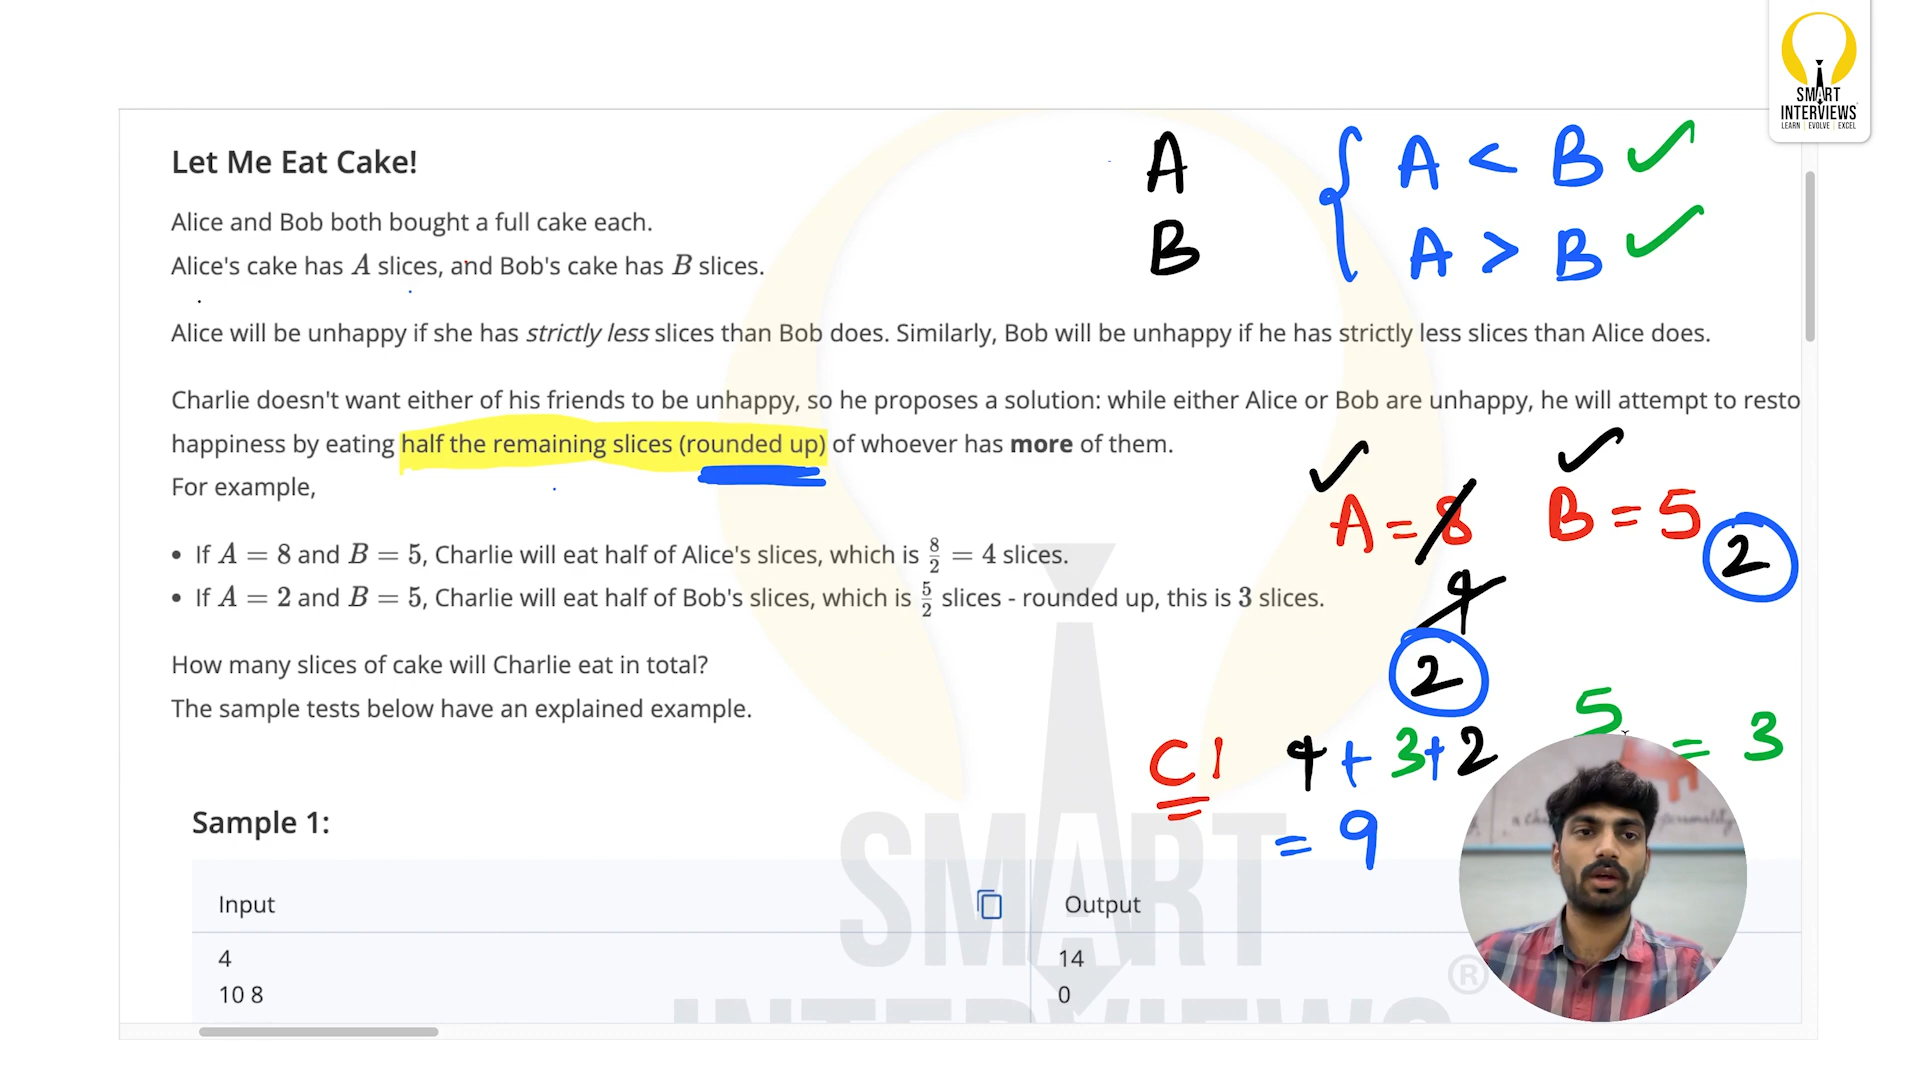 SMART
INTERVIEWS
LEARN | EVOLVE | EXCEL
Let Me Eat Cake!
Alice and Bob both bought a full cake each.
Alice's cake has A slices, and Bob's cake has B slices.
Alice will be unhappy if she has strictly less slices than Bob does. Similarly, Bob will be unhappy if he has strictly less slices than Alice does.
Charlie doesn't want either of his friends to be unhappy, so he proposes a solution: while either Alice or Bob are unhappy, he will attempt to resto
happiness by eating half the remaining slices (rounded up) of whoever has more of them.
For example,
• If A = 8 and B = 5, Charlie will eat half of Alice's slices, which is 8/2 = 4 slices.
• If A = 2 and B = 5, Charlie will eat half of Bob's slices, which is 5/2 slices - rounded up, this is 3 slices.
How many slices of cake will Charlie eat in total?
The sample tests below have an explained example.
Sample 1:
Input
Output
4
14
10 8
0
A
B
A < B ✓
A > B ✓
✓ ✓
A = 8 B = 5
2
4
2
C1 4 + 3 + 2
= 9
5
= 3
SMART
INTERVIEWS
®